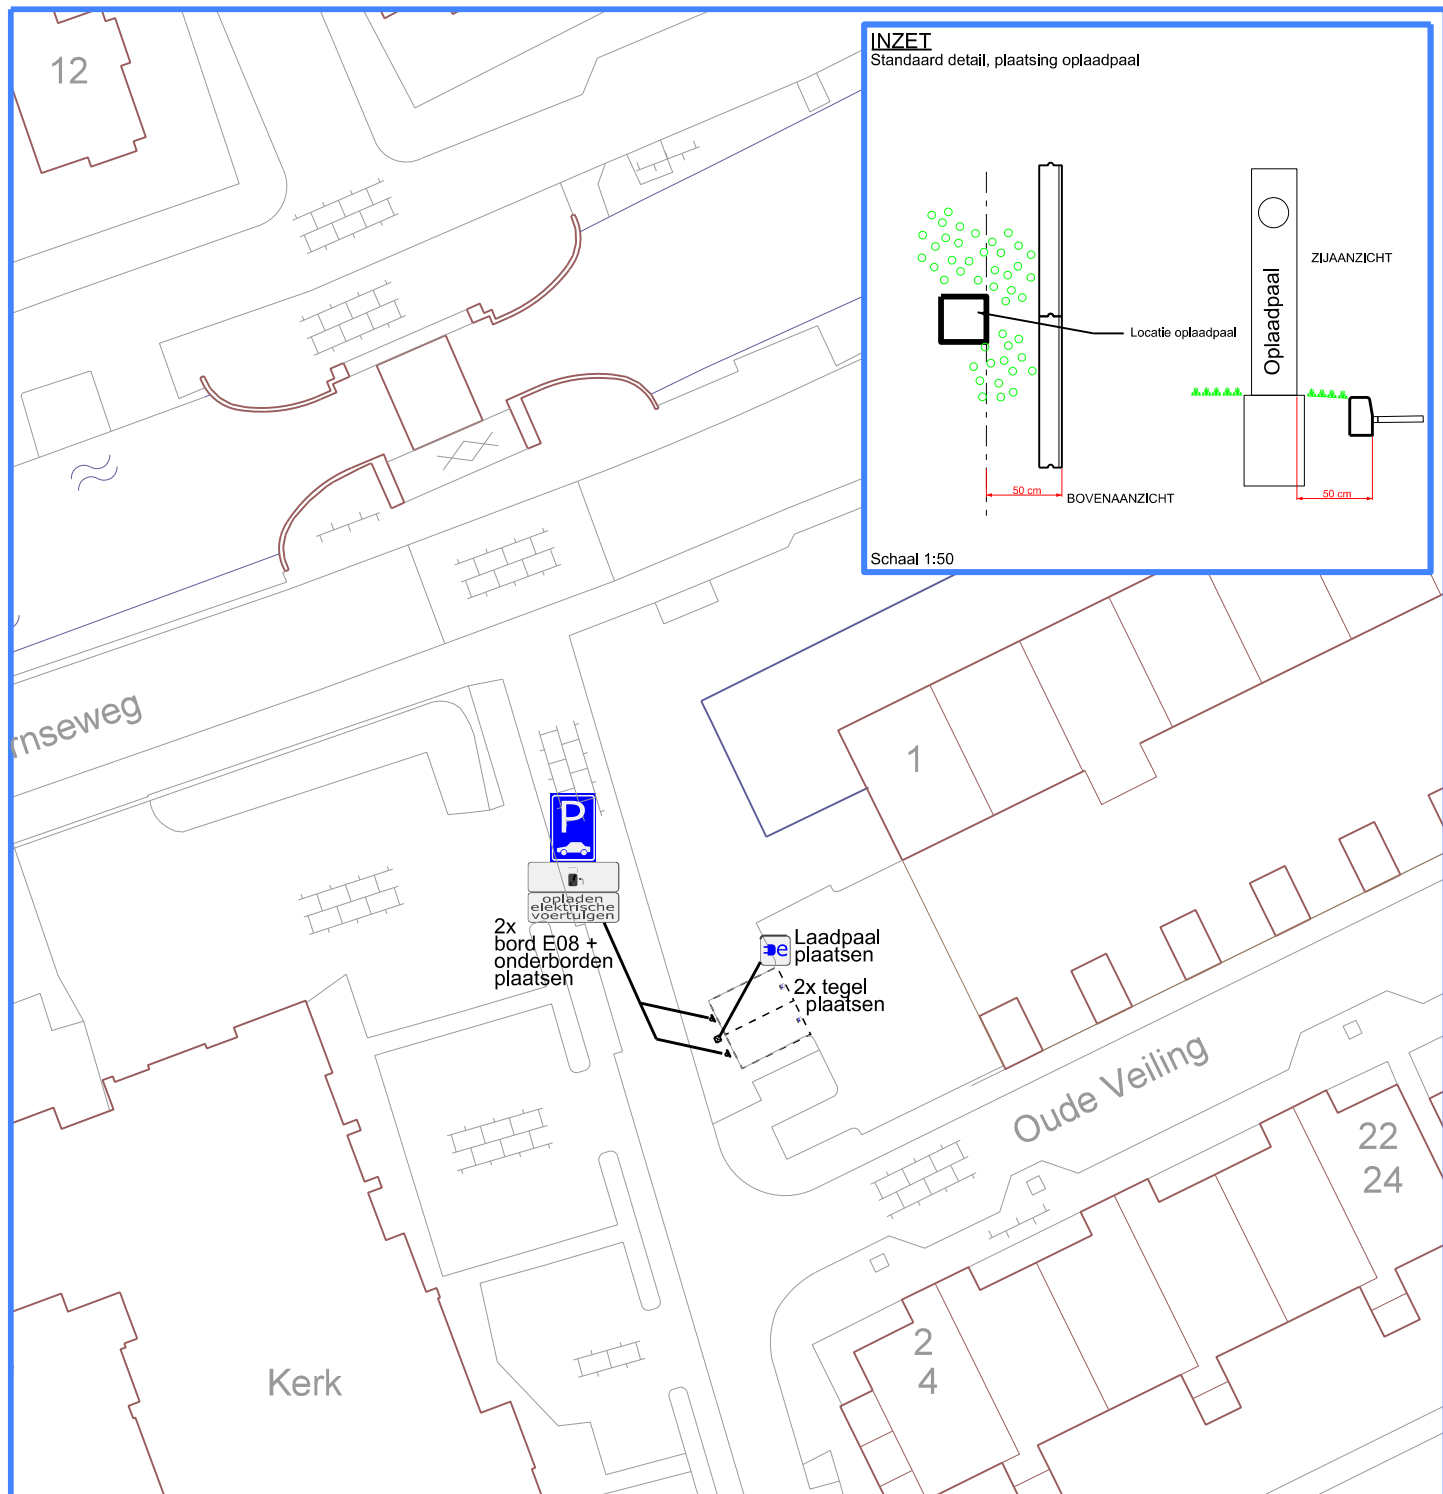 12
INZET
Standaard detail, plaatsing oplaadpaal
ZIJAANZICHT
Oplaadpaal
Locatie oplaadpaal
50 cm
BOVENAANZICHT
50 cm
Schaal 1:50
rnseweg
1
P
opladen
elektrische
voertuigen
2x
bord E08 +
onderborden
plaatsen
e
Laadpaal
plaatsen
2x tegel
plaatsen
Oude Veiling
22
24
2
4
Kerk